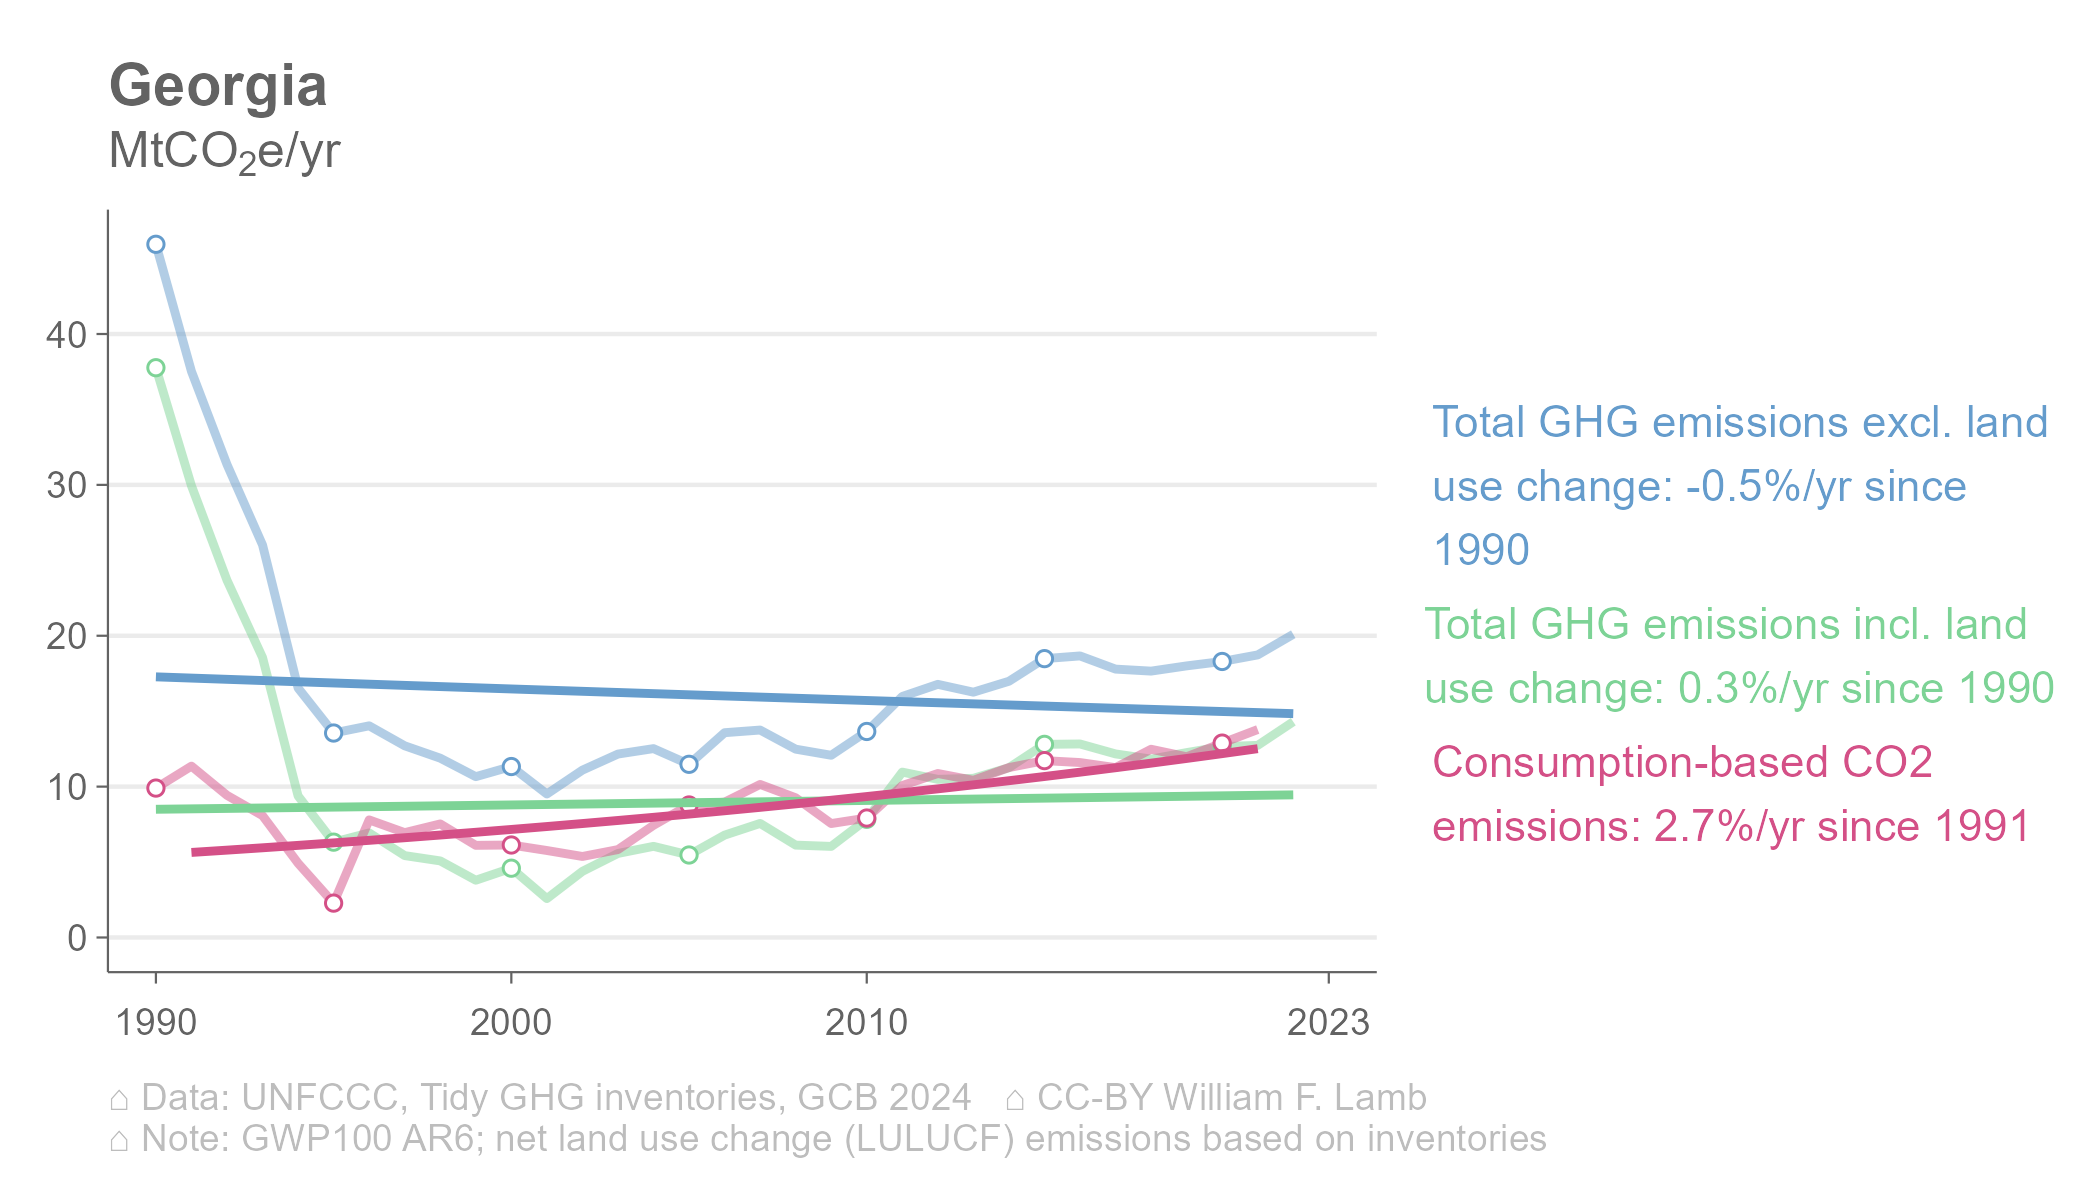 Georgia
MtCO₂e/yr
40
30
20
10
0
1990 2000 2010 2023
Total GHG emissions excl. land
use change: -0.5%/yr since
1990
Total GHG emissions incl. land
use change: 0.3%/yr since 1990
Consumption-based CO2
emissions: 2.7%/yr since 1991
⌂ Data: UNFCCC, Tidy GHG inventories, GCB 2024 ⌂ CC-BY William F. Lamb
⌂ Note: GWP100 AR6; net land use change (LULUCF) emissions based on inventories